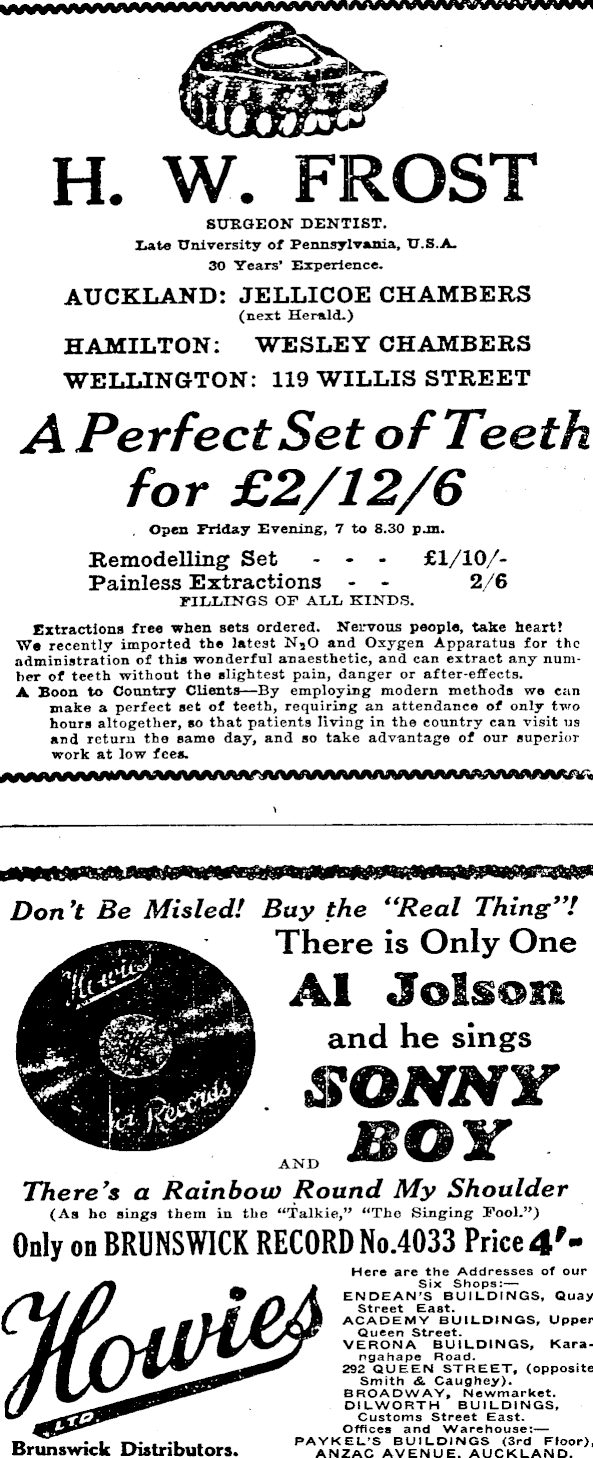 H. W. FROST
SURGEON DENTIST.
Late University of Pennsylvania, U.S.A.
30 Years' Experience.
AUCKLAND: JELLICOE CHAMBERS
(next Herald.)
HAMILTON: WESLEY CHAMBERS
WELLINGTON: 119 WILLIS STREET
A Perfect Set of Teeth
for £2/12/6
Open Friday Evening, 7 to 8.30 p.m.
Remodelling Set - - - £1/10/-
Painless Extractions - - 2/6
FILLINGS OF ALL KINDS.
Extractions free when sets ordered. Nervous people, take heart!
We recently imported the latest N₂O and Oxygen Apparatus for the
administration of this wonderful anaesthetic, and can extract any num-
ber of teeth without the slightest pain, danger or after-effects.
A Boon to Country Clients—By employing modern methods we can
make a perfect set of teeth, requiring an attendance of only two
hours altogether, so that patients living in the country can visit us
and return the same day, and so take advantage of our superior
work at low fees.
Don't Be Misled! Buy the "Real Thing"!
There is Only One
Al Jolson
and he sings
SONNY
BOY
AND
Howies
for Records
There's a Rainbow Round My Shoulder
(As he sings them in the "Talkie," "The Singing Fool.")
Only on BRUNSWICK RECORD No.4033 Price 4'-
Howies
LTD
Brunswick Distributors.
Here are the Addresses of our
Six Shops:—
ENDEAN'S BUILDINGS, Quay
Street East.
ACADEMY BUILDINGS, Upper
Queen Street.
VERONA BUILDINGS, Kara-
ngahape Road.
292 QUEEN STREET, (opposite
Smith & Caughey).
BROADWAY, Newmarket.
DILWORTH BUILDINGS,
Customs Street East.
Offices and Warehouse:—
PAYKEL'S BUILDINGS (3rd Floor),
ANZAC AVENUE, AUCKLAND.